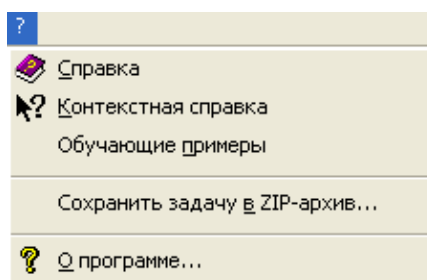 ?
Справка
Контекстная справка
Обучающие примеры
Сохранить задачу в ZIP-архив...
О программе...